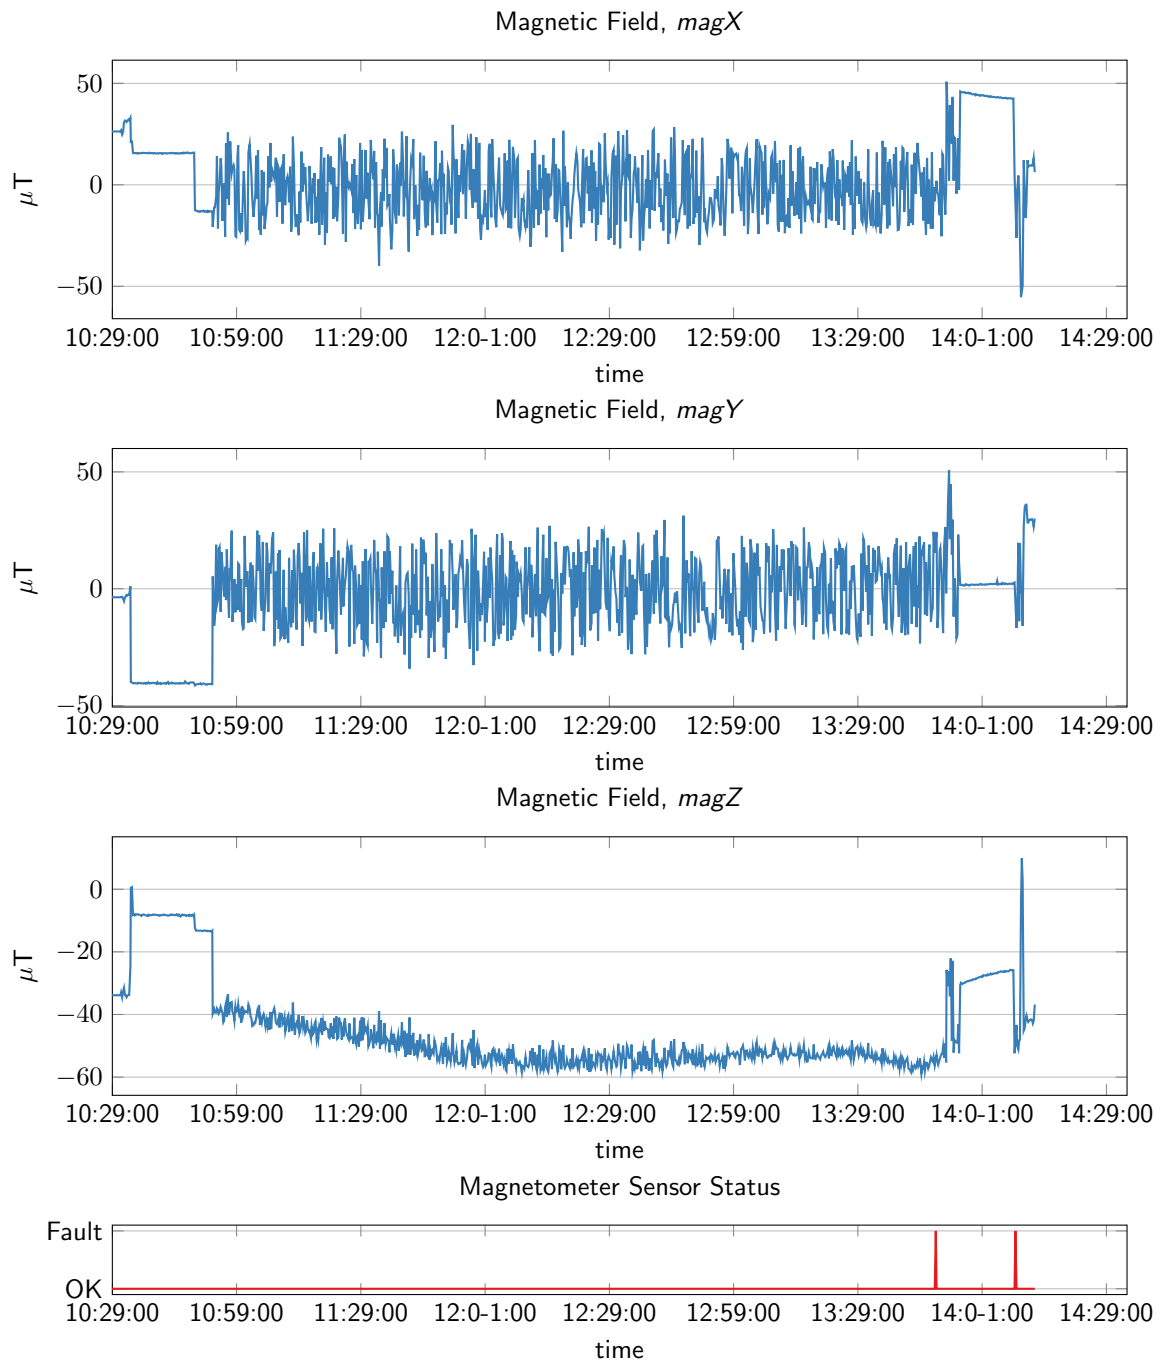 Magnetic Field, magX
50
0
−50
μT
10:29:00 10:59:00 11:29:00 12:0-1:00 12:29:00 12:59:00 13:29:00 14:0-1:00 14:29:00
time
Magnetic Field, magY
50
0
−50
μT
10:29:00 10:59:00 11:29:00 12:0-1:00 12:29:00 12:59:00 13:29:00 14:0-1:00 14:29:00
time
Magnetic Field, magZ
0
−20
−40
−60
μT
10:29:00 10:59:00 11:29:00 12:0-1:00 12:29:00 12:59:00 13:29:00 14:0-1:00 14:29:00
time
Magnetometer Sensor Status
Fault
OK
10:29:00 10:59:00 11:29:00 12:0-1:00 12:29:00 12:59:00 13:29:00 14:0-1:00 14:29:00
time